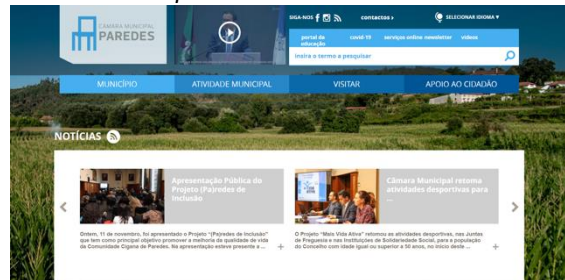 CÂMARA MUNICIPAL
PAREDES
SIGA-NOS
contactos ›
SELECIONAR IDIOMA ▾
portal da educação
covid 19
serviços online
newsletter
vídeos
insira o termo a pesquisar
MUNICÍPIO
ATIVIDADE MUNICIPAL
VISITAR
APOIO AO CIDADÃO
NOTÍCIAS
Apresentação Pública do
Projeto (Pa)redes de
Inclusão
Ontem, 11 de novembro, foi apresentado o Projeto "(Pa)redes de Inclusão"
que tem como principal objetivo promover a melhoria da qualidade de vida
da Comunidade Cigana de Paredes. Na apresentação esteve presente a ...
+
Câmara Municipal retoma
atividades desportivas para
...
O Projeto "Mais Vida Ativa" retomou as atividades desportivas, nas Juntas
de Freguesia e nas Instituições de Solidariedade Social, para a população
do Concelho com idade igual ou superior a 50 anos, no início deste ...
+